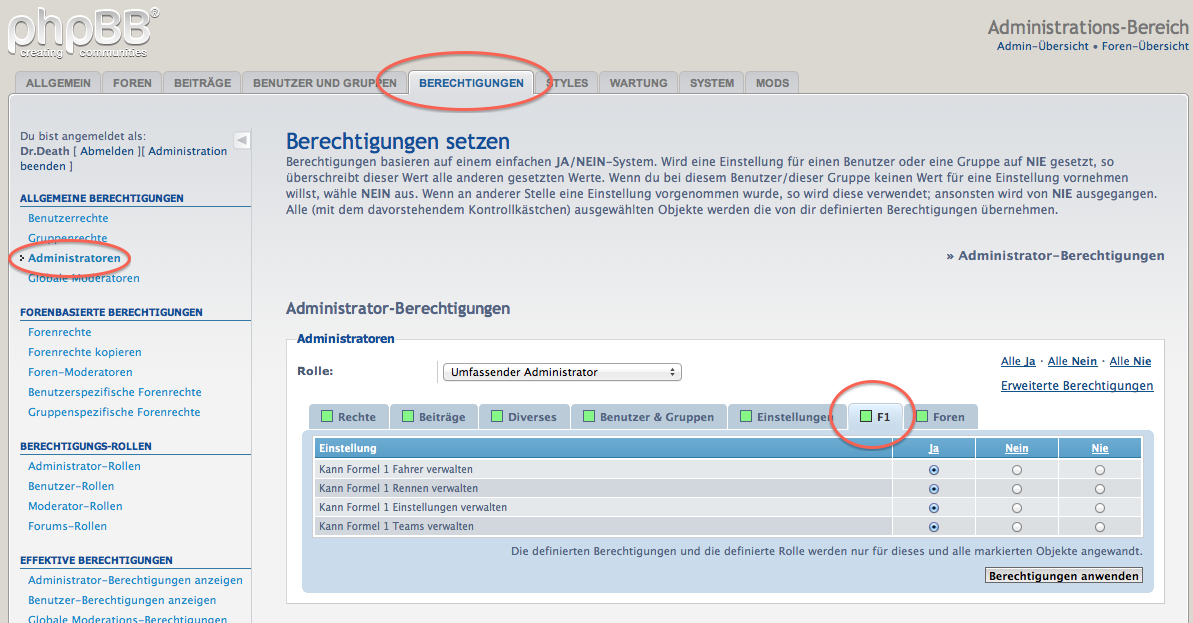 phpBB®
creating communities
Administrations-Bereich
Admin-Übersicht • Foren-Übersicht
ALLGEMEIN FOREN BEITRÄGE BENUTZER UND GRUPPEN BERECHTIGUNGEN STYLES WARTUNG SYSTEM MODS
Du bist angemeldet als:
Dr.Death [ Abmelden ][ Administration
beenden ]
ALLGEMEINE BERECHTIGUNGEN
Benutzerrechte
Gruppenrechte
Administratoren
Globale Moderatoren
FORENBASIERTE BERECHTIGUNGEN
Forenrechte
Forenrechte kopieren
Foren-Moderatoren
Benutzerspezifische Forenrechte
Gruppenspezifische Forenrechte
BERECHTIGUNGS-ROLLEN
Administrator-Rollen
Benutzer-Rollen
Moderator-Rollen
Forums-Rollen
EFFEKTIVE BERECHTIGUNGEN
Administrator-Berechtigungen anzeigen
Benutzer-Berechtigungen anzeigen
Globale Moderations-Berechtigungen
Berechtigungen setzen
Berechtigungen basieren auf einem einfachen JA/NEIN-System. Wird eine Einstellung für einen Benutzer oder eine Gruppe auf NIE gesetzt, so
überschreibt dieser Wert alle anderen gesetzten Werte. Wenn du bei diesem Benutzer/dieser Gruppe keinen Wert für eine Einstellung vornehmen
willst, wähle NEIN aus. Wenn an anderer Stelle eine Einstellung vorgenommen wurde, so wird diese verwendet; ansonsten wird von NIE ausgegangen.
Alle (mit dem davorstehendem Kontrollkästchen) ausgewählten Objekte werden die von dir definierten Berechtigungen übernehmen.
» Administrator-Berechtigungen
Administrator-Berechtigungen
Administratoren
Rolle: Umfassender Administrator
Alle Ja · Alle Nein · Alle Nie
Erweiterte Berechtigungen
Rechte Beiträge Diverses Benutzer & Gruppen Einstellungen F1 Foren
Einstellung Ja Nein Nie
Kann Formel 1 Fahrer verwalten
Kann Formel 1 Rennen verwalten
Kann Formel 1 Einstellungen verwalten
Kann Formel 1 Teams verwalten
Die definierten Berechtigungen und die definierte Rolle werden nur für dieses und alle markierten Objekte angewandt.
Berechtigungen anwenden